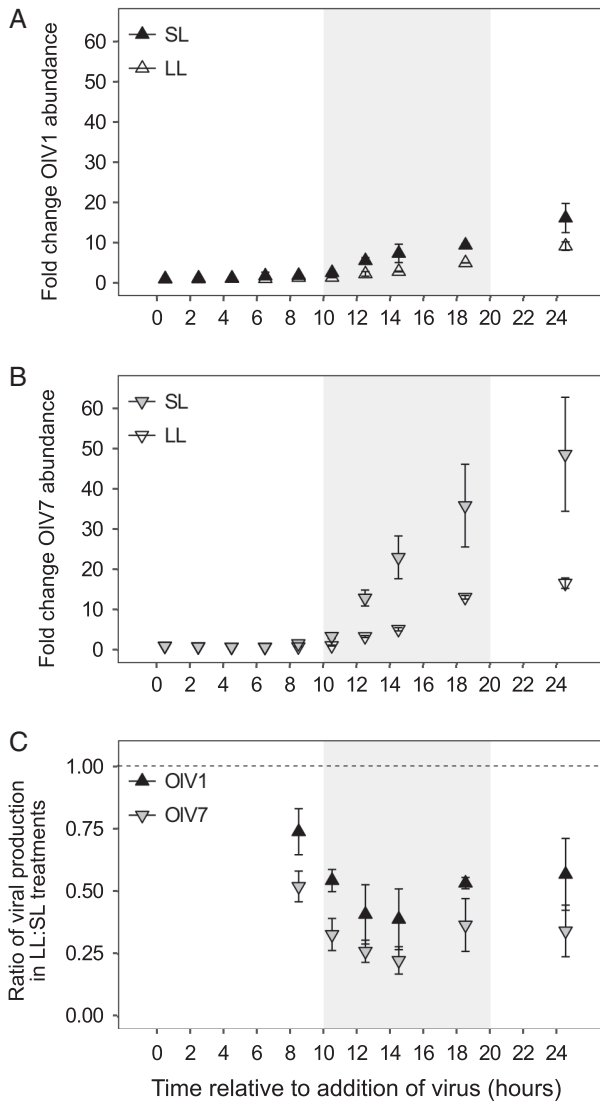 A
Fold change OlV1 abundance
60
50
40
30
20
10
0
SL
LL
0 2 4 6 8 10 12 14 16 18 20 22 24
B
Fold change OlV7 abundance
60
50
40
30
20
10
0
SL
LL
0 2 4 6 8 10 12 14 16 18 20 22 24
C
Ratio of viral production
in LL:SL treatments
1.00
0.75
0.50
0.25
0.00
OlV1
OlV7
0 2 4 6 8 10 12 14 16 18 20 22 24
Time relative to addition of virus (hours)